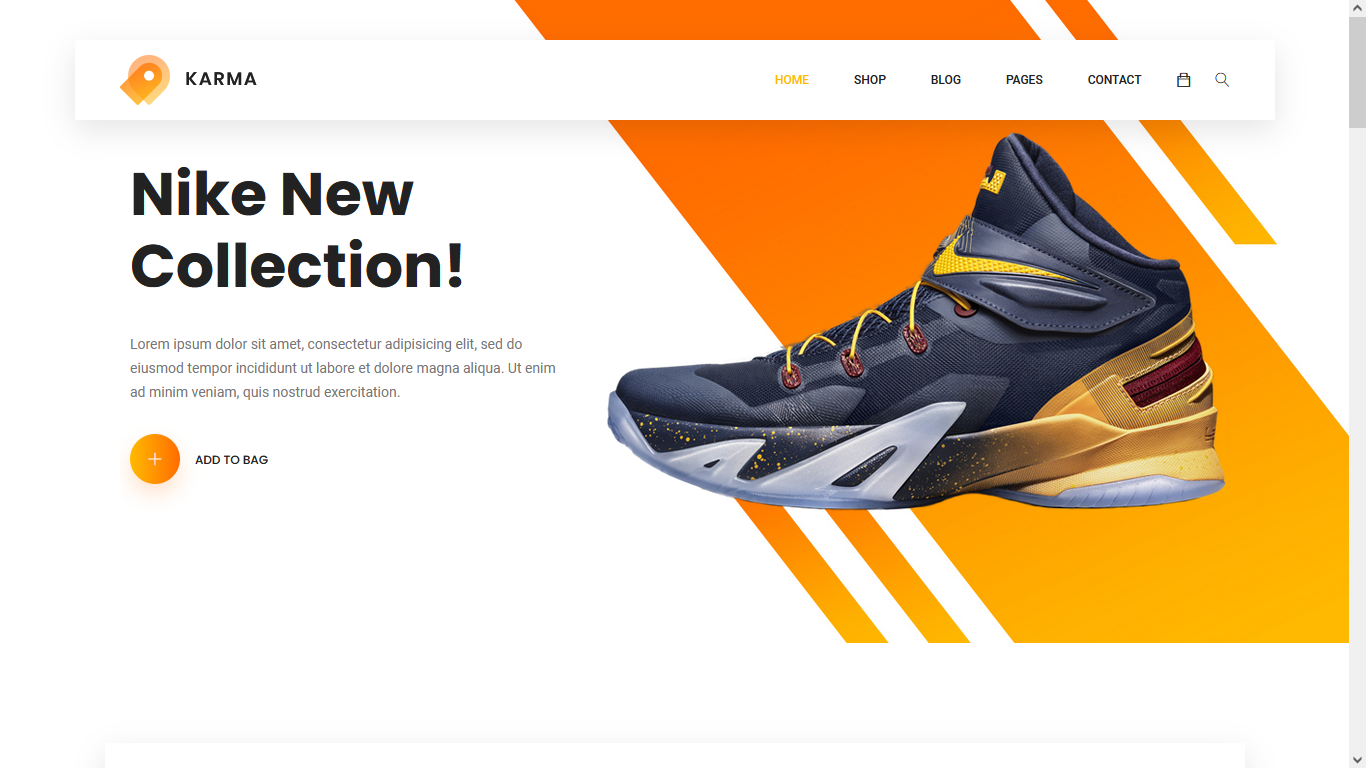 KARMA
HOME SHOP BLOG PAGES CONTACT
Nike New
Collection!
Lorem ipsum dolor sit amet, consectetur adipisicing elit, sed do
eiusmod tempor incididunt ut labore et dolore magna aliqua. Ut enim
ad minim veniam, quis nostrud exercitation.
ADD TO BAG